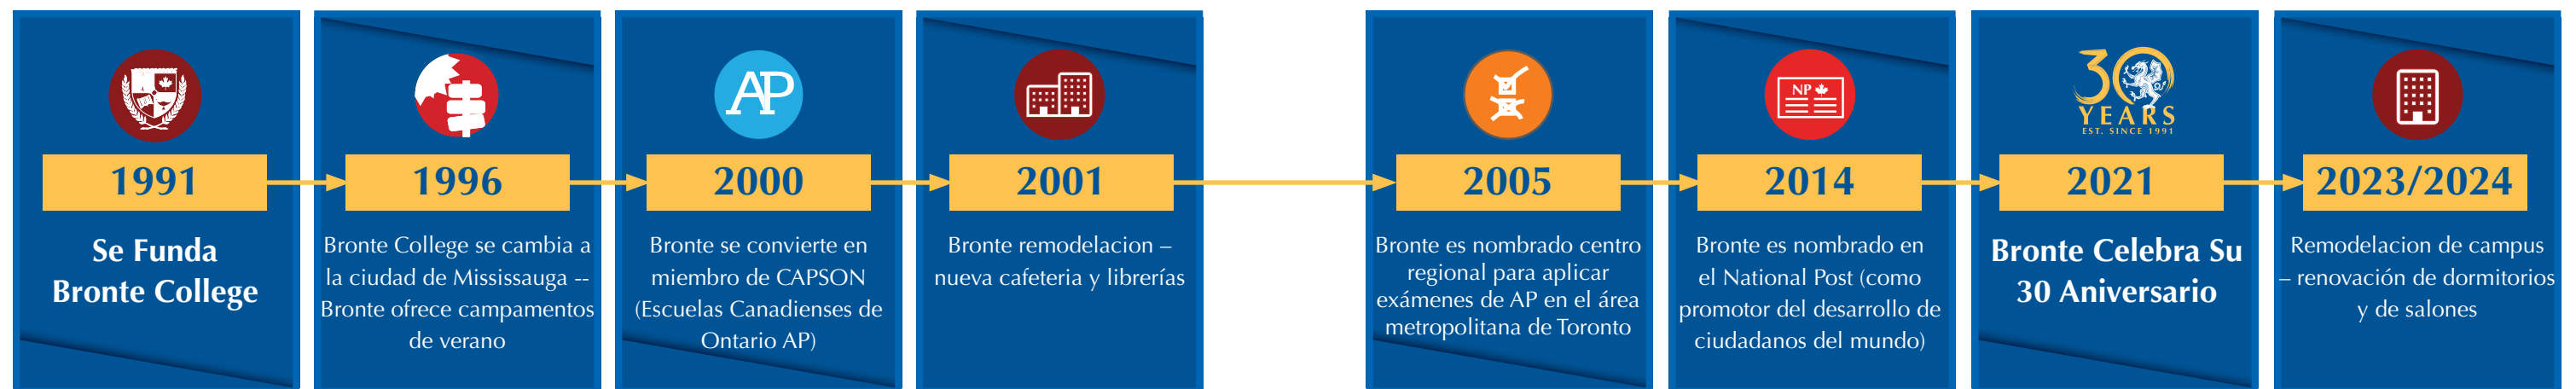 1991
Se Funda
Bronte College
1996
Bronte College se cambia a
la ciudad de Mississauga --
Bronte ofrece campamentos
de verano
AP
2000
Bronte se convierte en
miembro de CAPSON
(Escuelas Canadienses de
Ontario AP)
2001
Bronte remodelacion –
nueva cafeteria y librerías
2005
Bronte es nombrado centro
regional para aplicar
exámenes de AP en el área
metropolitana de Toronto
NP
2014
Bronte es nombrado en
el National Post (como
promotor del desarrollo de
ciudadanos del mundo)
30
YEARS
EST. SINCE 1991
2021
Bronte Celebra Su
30 Aniversario
2023/2024
Remodelacion de campus
– renovación de dormitorios
y de salones